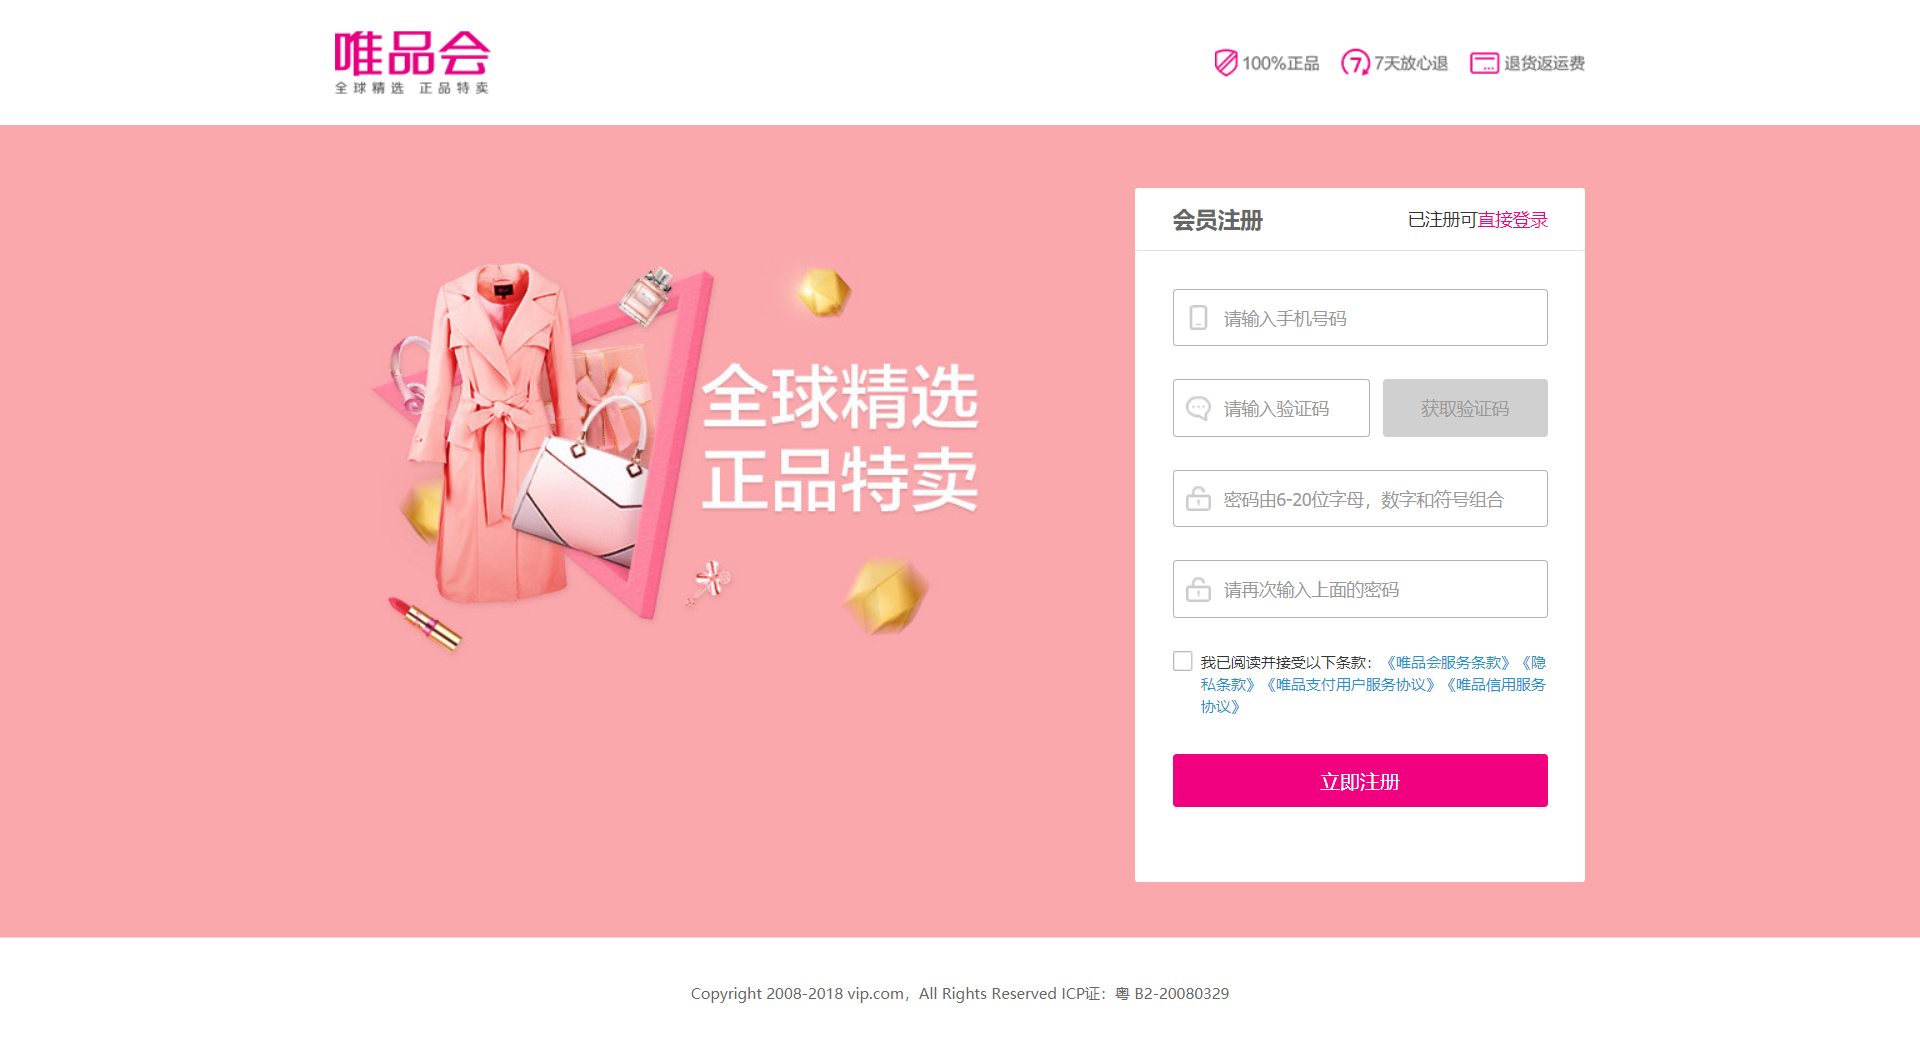 唯品会
全球精选 正品特卖
100%正品 7天放心退 退货返运费
全球精选
正品特卖
会员注册 已注册可直接登录
请输入手机号码
请输入验证码 获取验证码
密码由6-20位字母，数字和符号组合
请再次输入上面的密码
我已阅读并接受以下条款：《唯品会服务条款》《隐
私条款》《唯品支付用户服务协议》《唯品信用服务
协议》
立即注册
Copyright 2008-2018 vip.com，All Rights Reserved ICP证：粤 B2-20080329